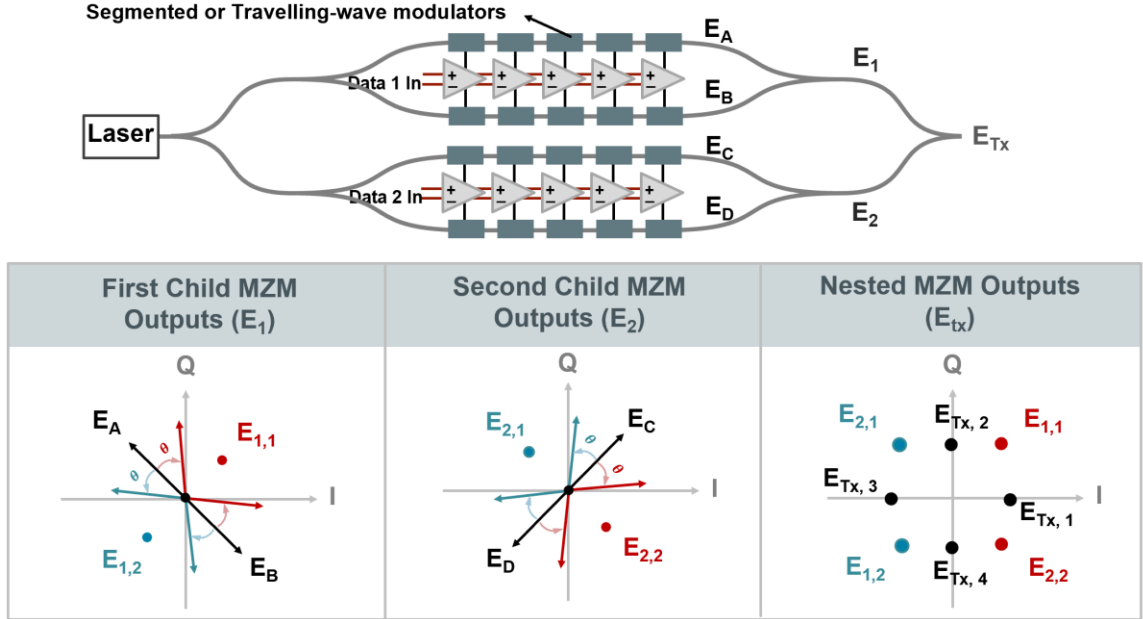 Segmented or Travelling-wave modulators
E_A
E_1
Data 1 In
+
−
+
−
+
−
+
−
+
−
E_B
Laser
E_Tx
E_C
Data 2 In
+
−
+
−
+
−
+
−
+
−
E_D
E_2
First Child MZM
Outputs (E_1)
Second Child MZM
Outputs (E_2)
Nested MZM Outputs
(E_tx)
Q
E_A
E_1,1
θ
θ
I
E_1,2
E_B
Q
E_2,1
E_C
θ
θ
I
E_D
E_2,2
Q
E_2,1
E_Tx, 2
E_1,1
E_Tx, 3
I
E_Tx, 1
E_1,2
E_Tx, 4
E_2,2